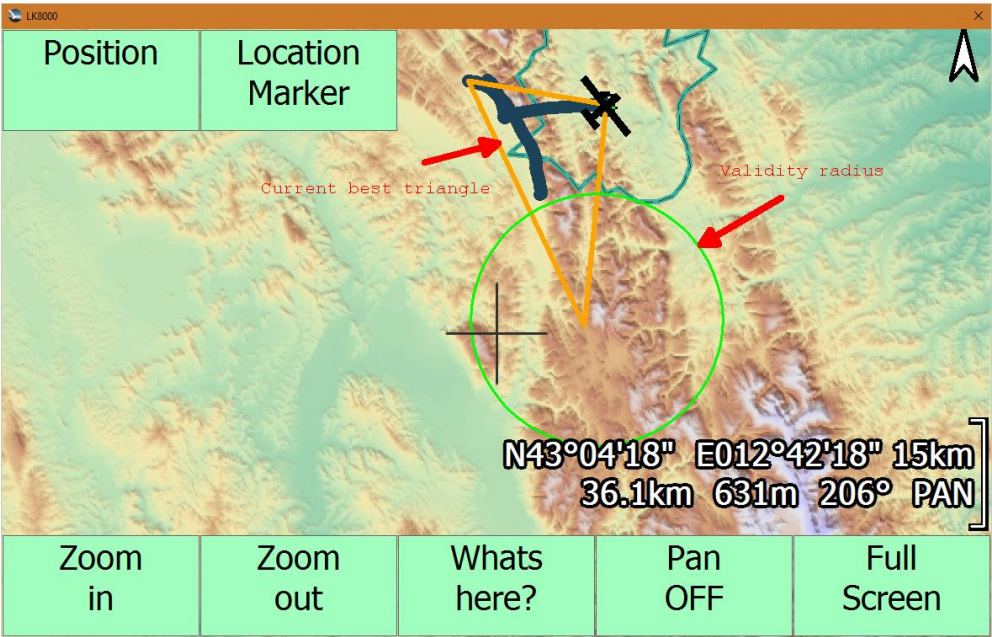 LK8000
Position
Location
Marker
Current best triangle
Validity radius
N43°04'18" E012°42'18" 15km
36.1km 631m 206° PAN
Zoom
in
Zoom
out
Whats
here?
Pan
OFF
Full
Screen